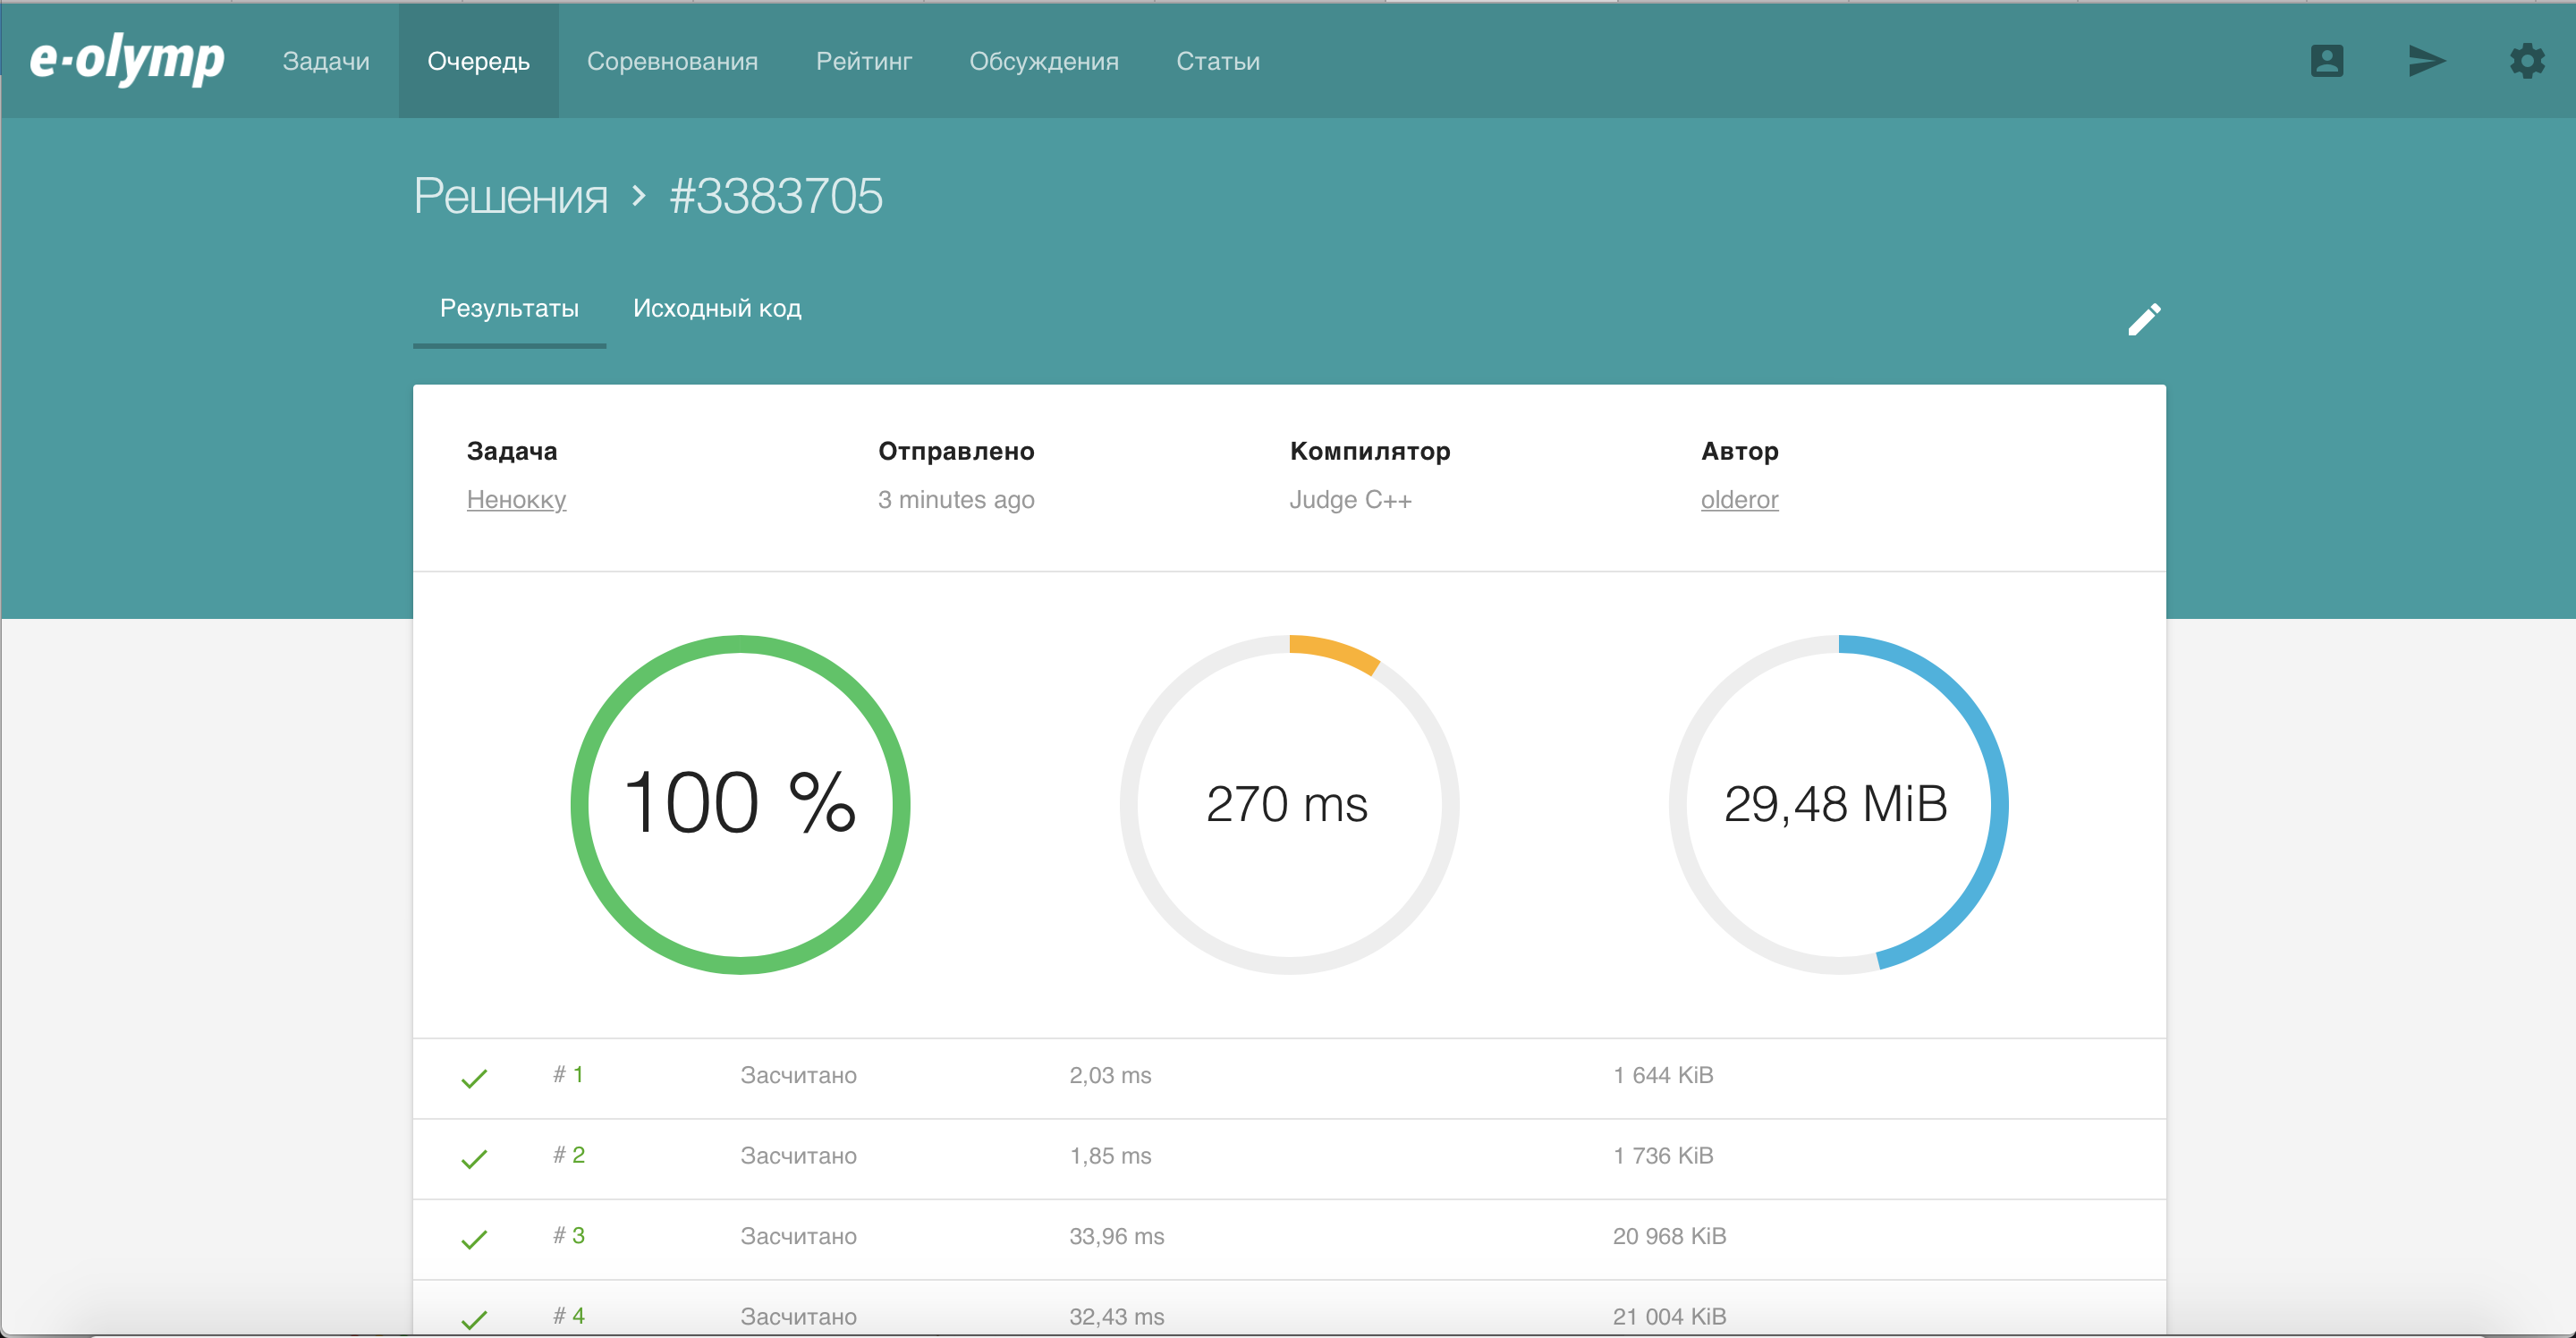 e-olymp Задачи Очередь Соревнования Рейтинг Обсуждения Статьи
Решения › #3383705
Результаты Исходный код
Задача Отправлено Компилятор Автор
Ненокку 3 minutes ago Judge C++ olderor
100 % 270 ms 29,48 MiB
# 1 Засчитано 2,03 ms 1 644 KiB
# 2 Засчитано 1,85 ms 1 736 KiB
# 3 Засчитано 33,96 ms 20 968 KiB
# 4 Засчитано 32,43 ms 21 004 KiB